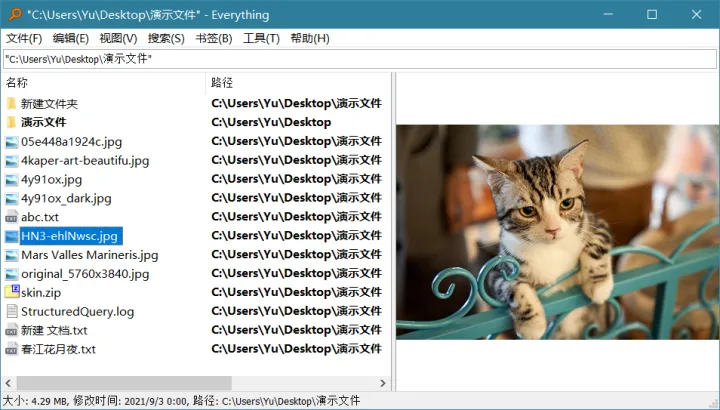 "C:\Users\Yu\Desktop\演示文件" - Everything
文件(F) 编辑(E) 视图(V) 搜索(S) 书签(B) 工具(T) 帮助(H)
"C:\Users\Yu\Desktop\演示文件"
名称 路径
新建文件夹 C:\Users\Yu\Desktop\演示文件
演示文件 C:\Users\Yu\Desktop
05e448a1924c.jpg C:\Users\Yu\Desktop\演示文件
4kaper-art-beautifu.jpg C:\Users\Yu\Desktop\演示文件
4y91ox.jpg C:\Users\Yu\Desktop\演示文件
4y91ox_dark.jpg C:\Users\Yu\Desktop\演示文件
abc.txt C:\Users\Yu\Desktop\演示文件
HN3-ehlNwsc.jpg C:\Users\Yu\Desktop\演示文件
Mars Valles Marineris.jpg C:\Users\Yu\Desktop\演示文件
original_5760x3840.jpg C:\Users\Yu\Desktop\演示文件
skin.zip C:\Users\Yu\Desktop\演示文件
StructuredQuery.log C:\Users\Yu\Desktop\演示文件
新建 文档.txt C:\Users\Yu\Desktop\演示文件
春江花月夜.txt C:\Users\Yu\Desktop\演示文件
大小: 4.29 MB, 修改时间: 2021/9/3 0:00, 路径: C:\Users\Yu\Desktop\演示文件